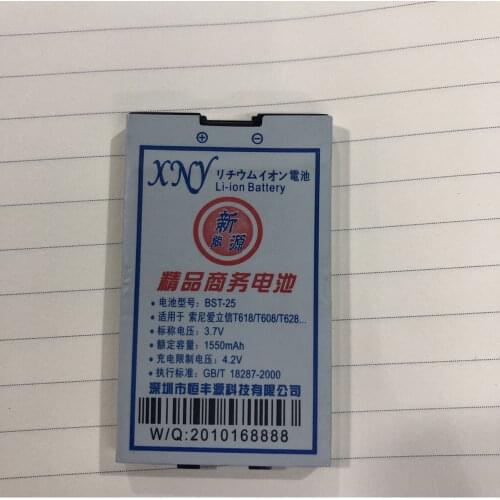 ⊕ ⊖
XNY リチウムイオン電池
Li-ion Battery
新
能源
精品商务电池
•电池型号: BST-25
•适用于 索尼爱立信T618/T608/T628...
•标称电压: 3.7V
•额定容量: 1550mAh
•充电限制电压: 4.2V
•执行标准: GB/T 18287-2000
深圳市恒丰源科技有限公司
W/Q:2010168888